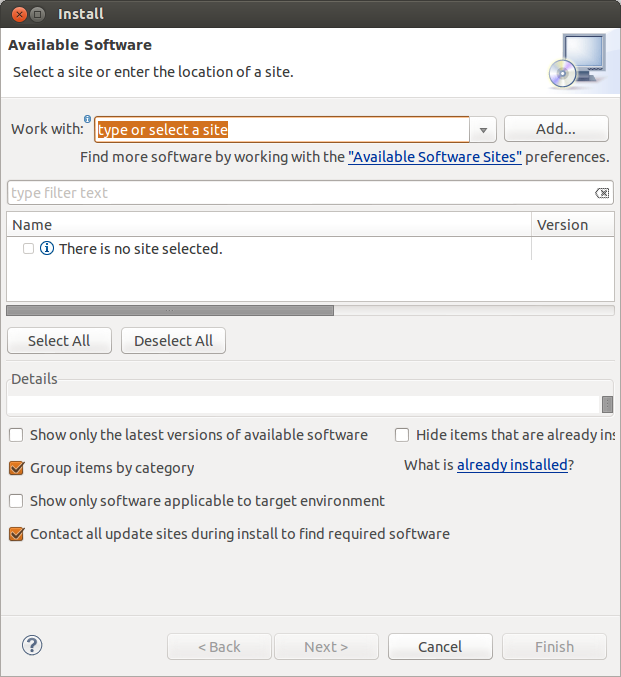 Install
Available Software
Select a site or enter the location of a site.
Work with: type or select a site Add...
Find more software by working with the "Available Software Sites" preferences.
type filter text
Name Version
There is no site selected.
Select All Deselect All
Details
Show only the latest versions of available software Hide items that are already ins
Group items by category What is already installed?
Show only software applicable to target environment
Contact all update sites during install to find required software
? < Back Next > Cancel Finish